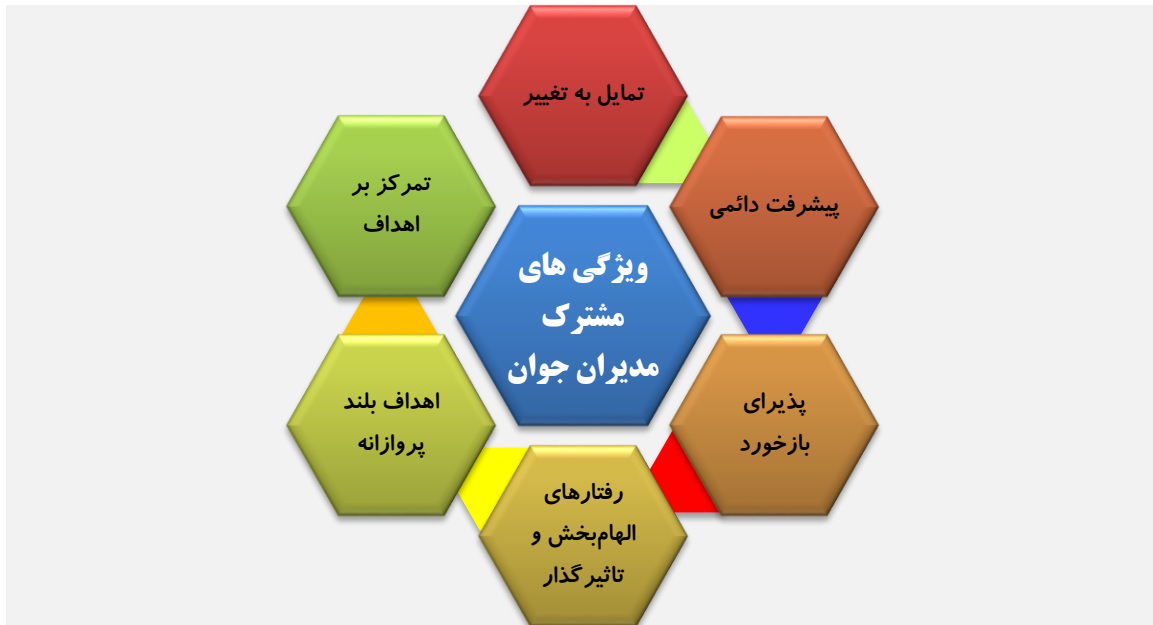 تمایل به تغییر
پیشرفت دائمی
پذیرای
بازخورد
رفتارهای
الهام‌بخش و
تاثیرگذار
اهداف بلند
پروازانه
تمرکز بر
اهداف
ویژگی های
مشترک
مدیران جوان